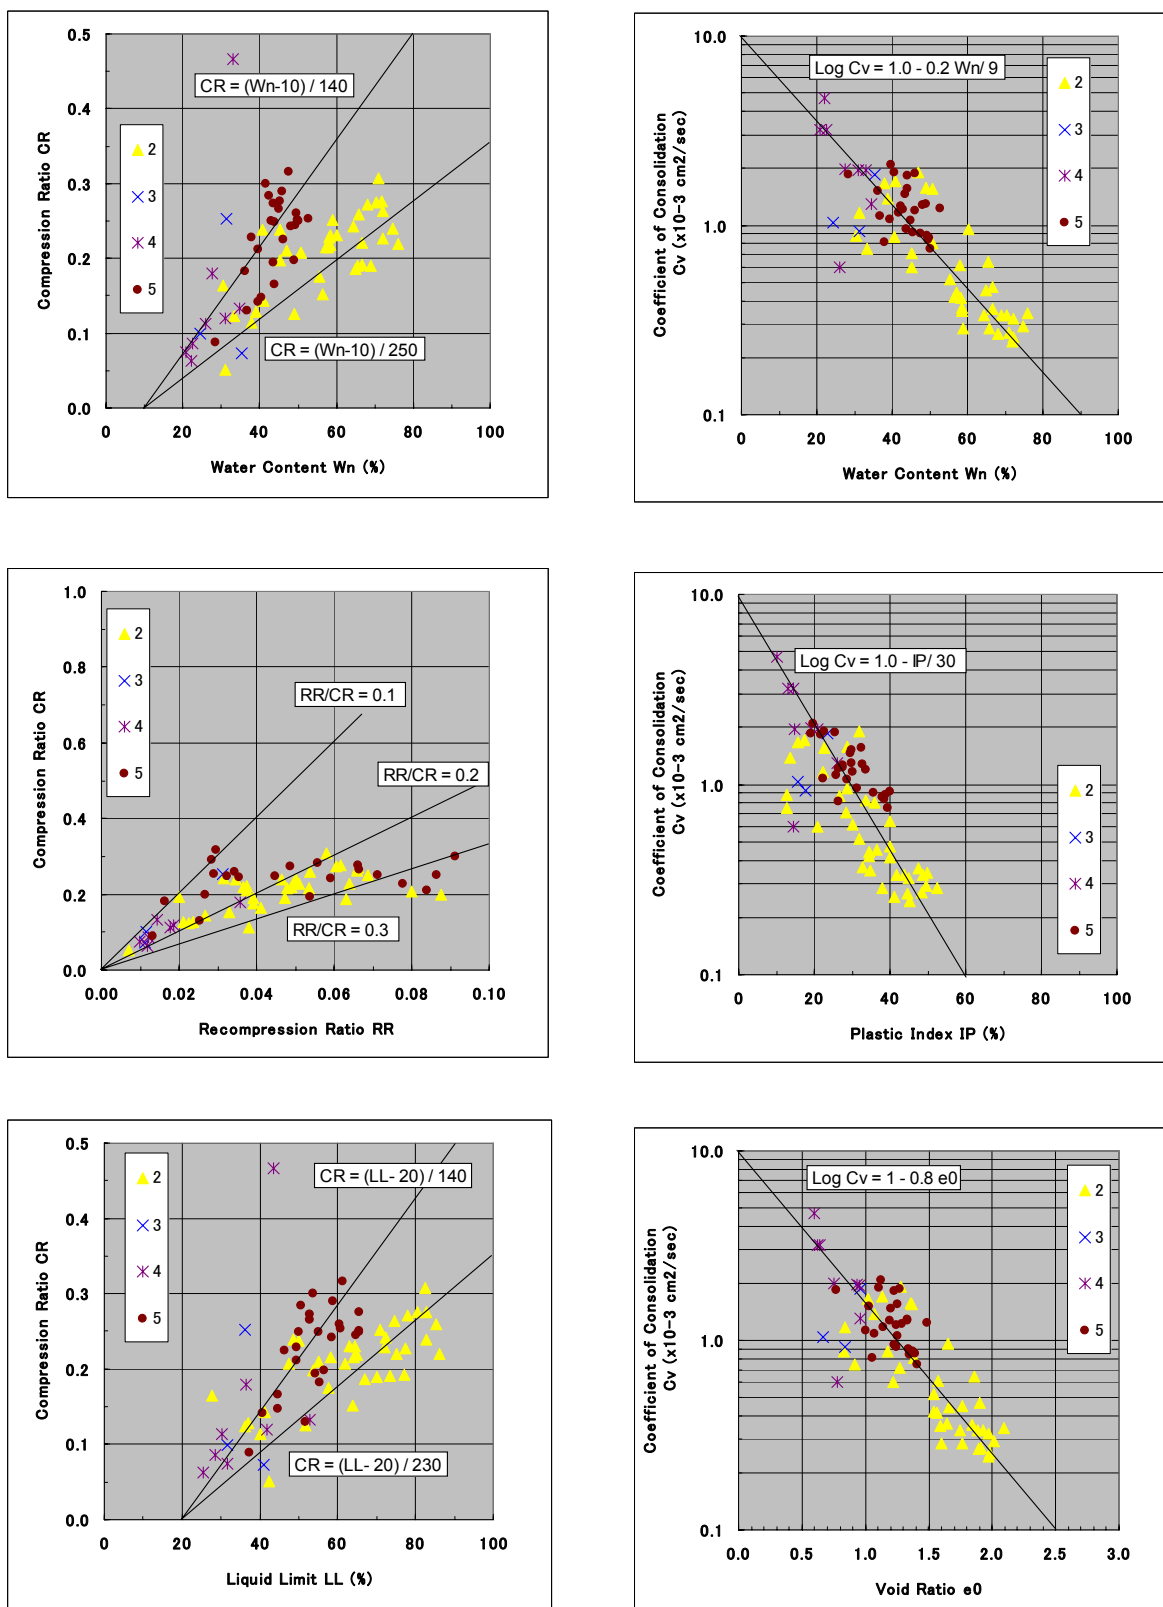 0.5
0.4
0.3
0.2
0.1
0.0
Compression Ratio CR
CR = (Wn-10) / 140
2
3
4
5
CR = (Wn-10) / 250
0 20 40 60 80 100
Water Content Wn (%)
10.0
1.0
0.1
Coefficient of Consolidation
Cv (x10-3 cm2/sec)
Log Cv = 1.0 - 0.2 Wn/ 9
2
3
4
5
0 20 40 60 80 100
Water Content Wn (%)
1.0
0.8
0.6
0.4
0.2
0.0
Compression Ratio CR
2
3
4
5
RR/CR = 0.1
RR/CR = 0.2
RR/CR = 0.3
0.00 0.02 0.04 0.06 0.08 0.10
Recompression Ratio RR
10.0
1.0
0.1
Coefficient of Consolidation
Cv (x10-3 cm2/sec)
Log Cv = 1.0 - IP/ 30
2
3
4
5
0 20 40 60 80 100
Plastic Index IP (%)
0.5
0.4
0.3
0.2
0.1
0.0
Compression Ratio CR
2
3
4
5
CR = (LL- 20) / 140
CR = (LL- 20) / 230
0 20 40 60 80 100
Liquid Limit LL (%)
10.0
1.0
0.1
Coefficient of Consolidation
Cv (x10-3 cm2/sec)
Log Cv = 1 - 0.8 e0
2
3
4
5
0.0 0.5 1.0 1.5 2.0 2.5 3.0
Void Ratio e0